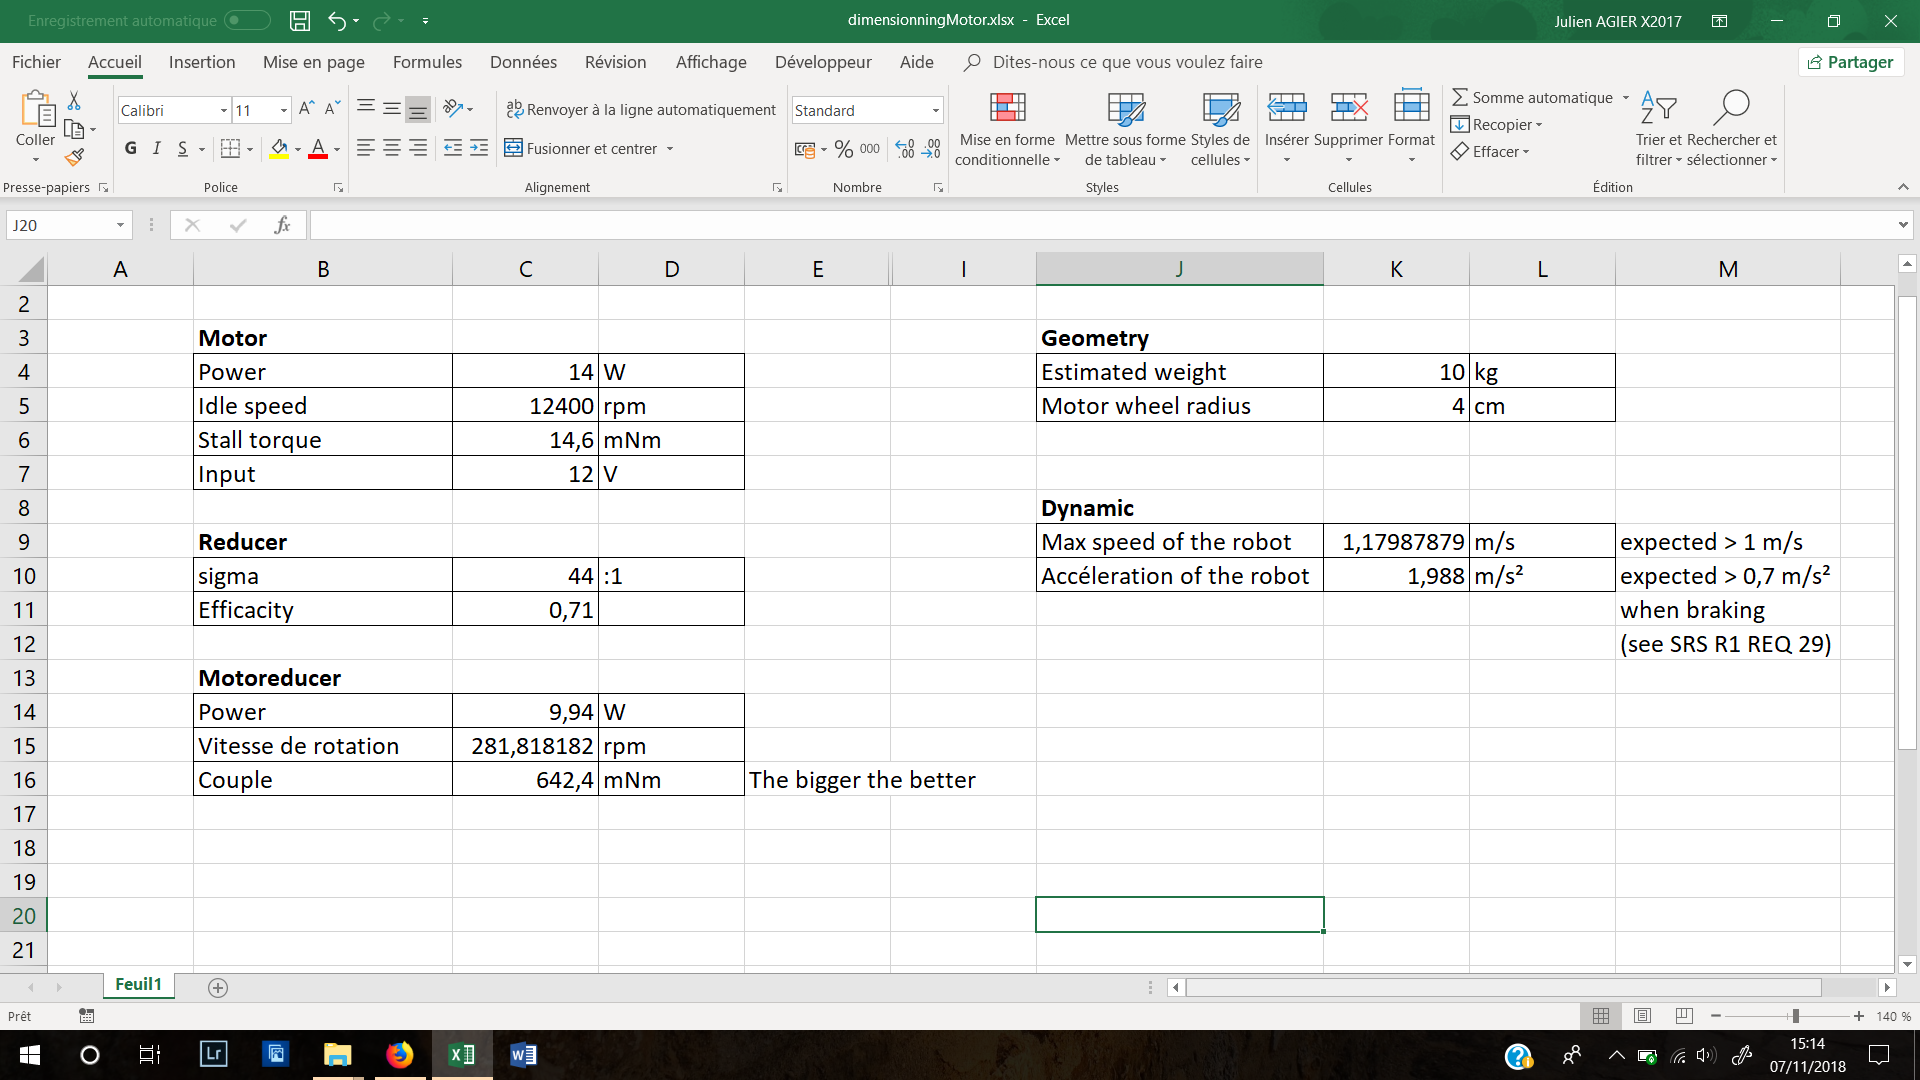 Enregistrement automatique
dimensionningMotor.xlsx - Excel
Julien AGIER X2017
Fichier Accueil Insertion Mise en page Formules Données Révision Affichage Développeur Aide Dites-nous ce que vous voulez faire Partager
Coller
Presse-papiers
Calibri 11
G I S
Police
Renvoyer à la ligne automatiquement
Fusionner et centrer
Alignement
Standard
% 000
Nombre
Mise en forme conditionnelle
Mettre sous forme de tableau
Styles de cellules
Styles
Insérer Supprimer Format
Cellules
Somme automatique
Recopier
Effacer
Trier et filtrer
Rechercher et sélectionner
Édition
J20 fx
A B C D E I J K L M
2
3 Motor Geometry
4 Power 14 W Estimated weight 10 kg
5 Idle speed 12400 rpm Motor wheel radius 4 cm
6 Stall torque 14,6 mNm
7 Input 12 V
8 Dynamic
9 Reducer Max speed of the robot 1,17987879 m/s expected > 1 m/s
10 sigma 44 :1 Accéleration of the robot 1,988 m/s² expected > 0,7 m/s²
11 Efficacity 0,71 when braking
12 (see SRS R1 REQ 29)
13 Motoreducer
14 Power 9,94 W
15 Vitesse de rotation 281,818182 rpm
16 Couple 642,4 mNm The bigger the better
17
18
19
20
21
Feuil1
Prêt
140 %
Lr
15:14
07/11/2018